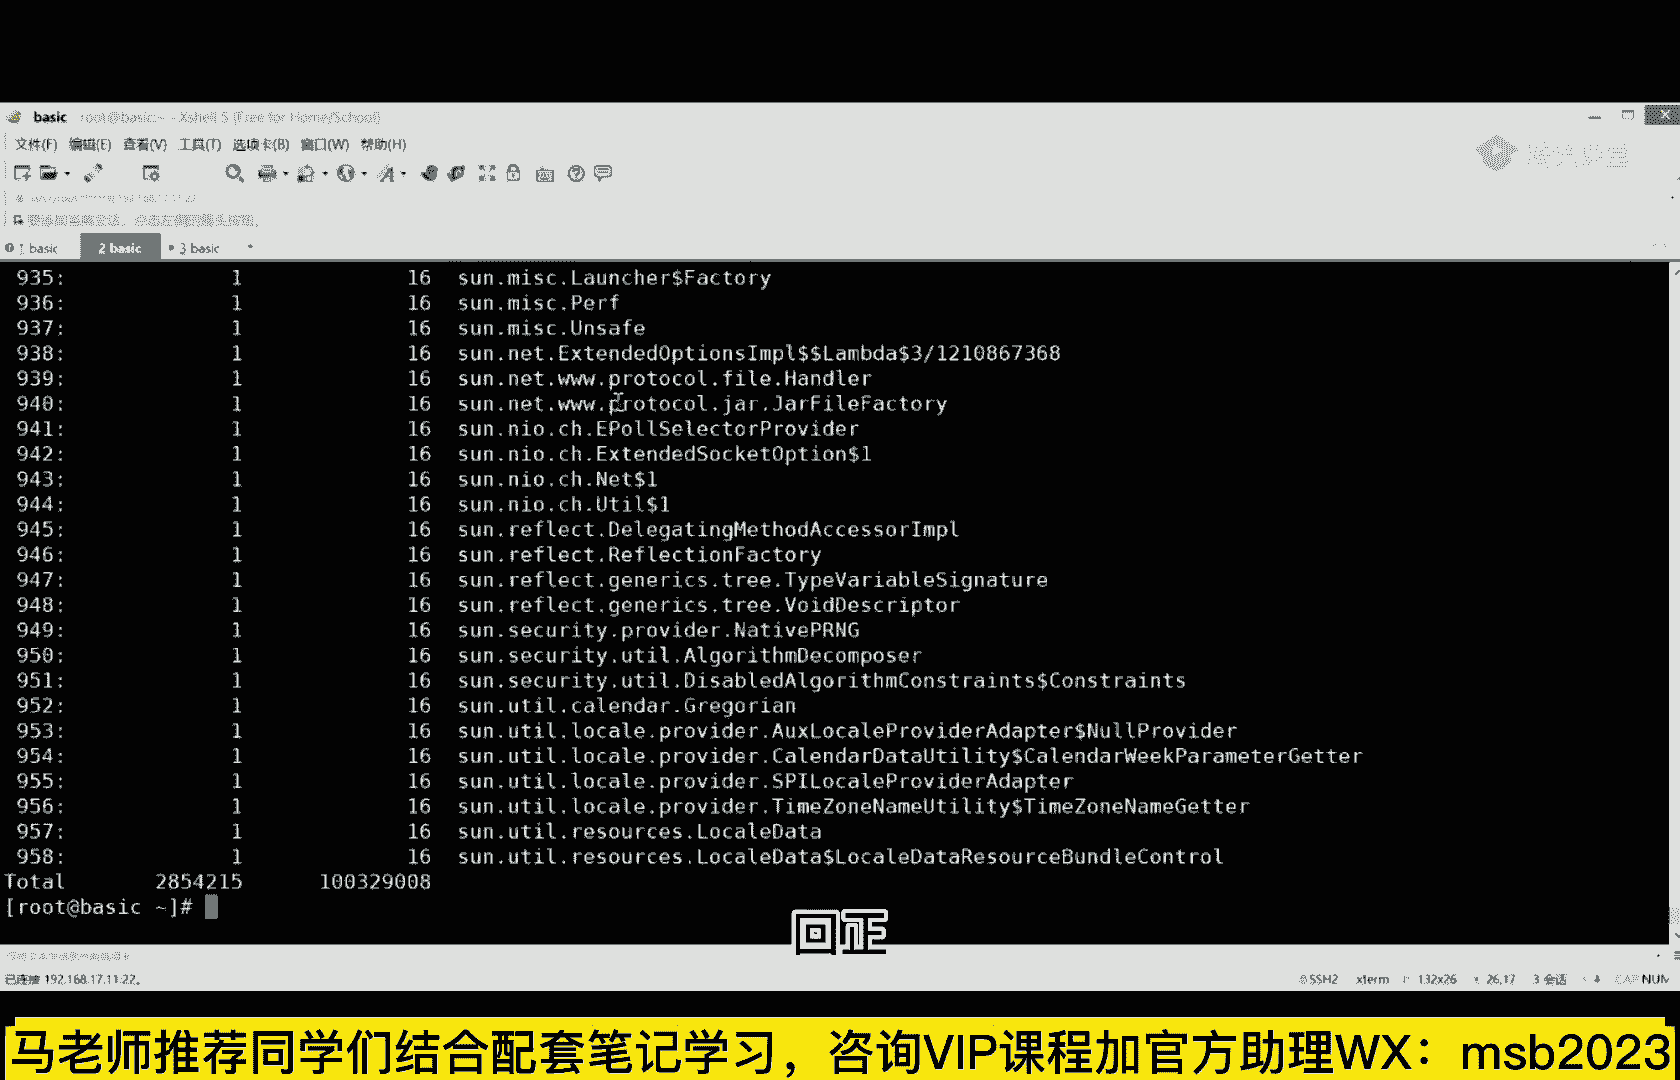 basic root@basic:~ - Xshell 5 (Free for Home/School)
文件(F) 编辑(E) 查看(V) 工具(T) 选项卡(B) 窗口(W) 帮助(H)
1 basic 2 basic 3 basic
935: 1 16 sun.misc.Launcher$Factory
936: 1 16 sun.misc.Perf
937: 1 16 sun.misc.Unsafe
938: 1 16 sun.net.ExtendedOptionsImpl$$Lambda$3/1210867368
939: 1 16 sun.net.www.protocol.file.Handler
940: 1 16 sun.net.www.protocol.jar.JarFileFactory
941: 1 16 sun.nio.ch.EPollSelectorProvider
942: 1 16 sun.nio.ch.ExtendedSocketOption$1
943: 1 16 sun.nio.ch.Net$1
944: 1 16 sun.nio.ch.Util$1
945: 1 16 sun.reflect.DelegatingMethodAccessorImpl
946: 1 16 sun.reflect.ReflectionFactory
947: 1 16 sun.reflect.generics.tree.TypeVariableSignature
948: 1 16 sun.reflect.generics.tree.VoidDescriptor
949: 1 16 sun.security.provider.NativePRNG
950: 1 16 sun.security.util.AlgorithmDecomposer
951: 1 16 sun.security.util.DisabledAlgorithmConstraints$Constraints
952: 1 16 sun.util.calendar.Gregorian
953: 1 16 sun.util.locale.provider.AuxLocaleProviderAdapter$NullProvider
954: 1 16 sun.util.locale.provider.CalendarDataUtility$CalendarWeekParameterGetter
955: 1 16 sun.util.locale.provider.SPILocaleProviderAdapter
956: 1 16 sun.util.locale.provider.TimeZoneNameUtility$TimeZoneNameGetter
957: 1 16 sun.util.resources.LocaleData
958: 1 16 sun.util.resources.LocaleData$LocaleDataResourceBundleControl
Total 2854215 100329008
[root@basic ~]#
回正
已连接 192.168.17.11:22。 SSH2 xterm 132x26 26,17 3 会话 CAP NUM
马老师推荐同学们结合配套笔记学习，咨询VIP课程加官方助理WX：msb2023